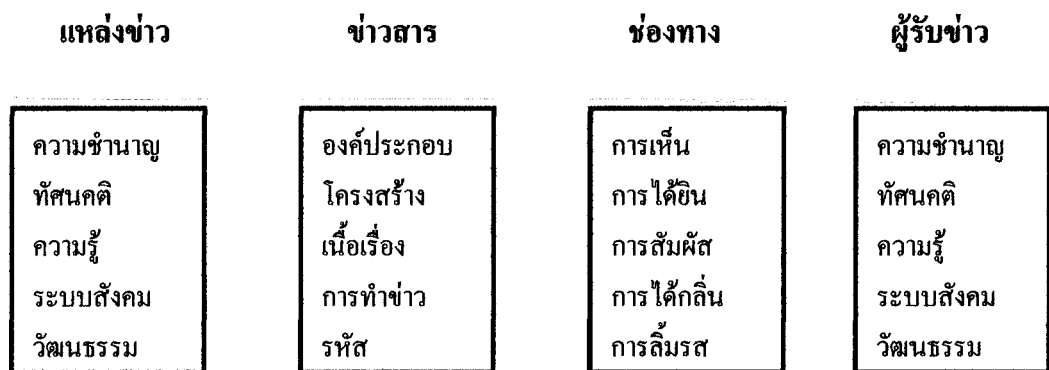 แหล่งข่าว
ข่าวสาร
ช่องทาง
ผู้รับข่าว
ความชำนาญ
ทัศนคติ
ความรู้
ระบบสังคม
วัฒนธรรม
องค์ประกอบ
โครงสร้าง
เนื้อเรื่อง
การทำข่าว
รหัส
การเห็น
การได้ยิน
การสัมผัส
การได้กลิ่น
การลิ้มรส
ความชำนาญ
ทัศนคติ
ความรู้
ระบบสังคม
วัฒนธรรม